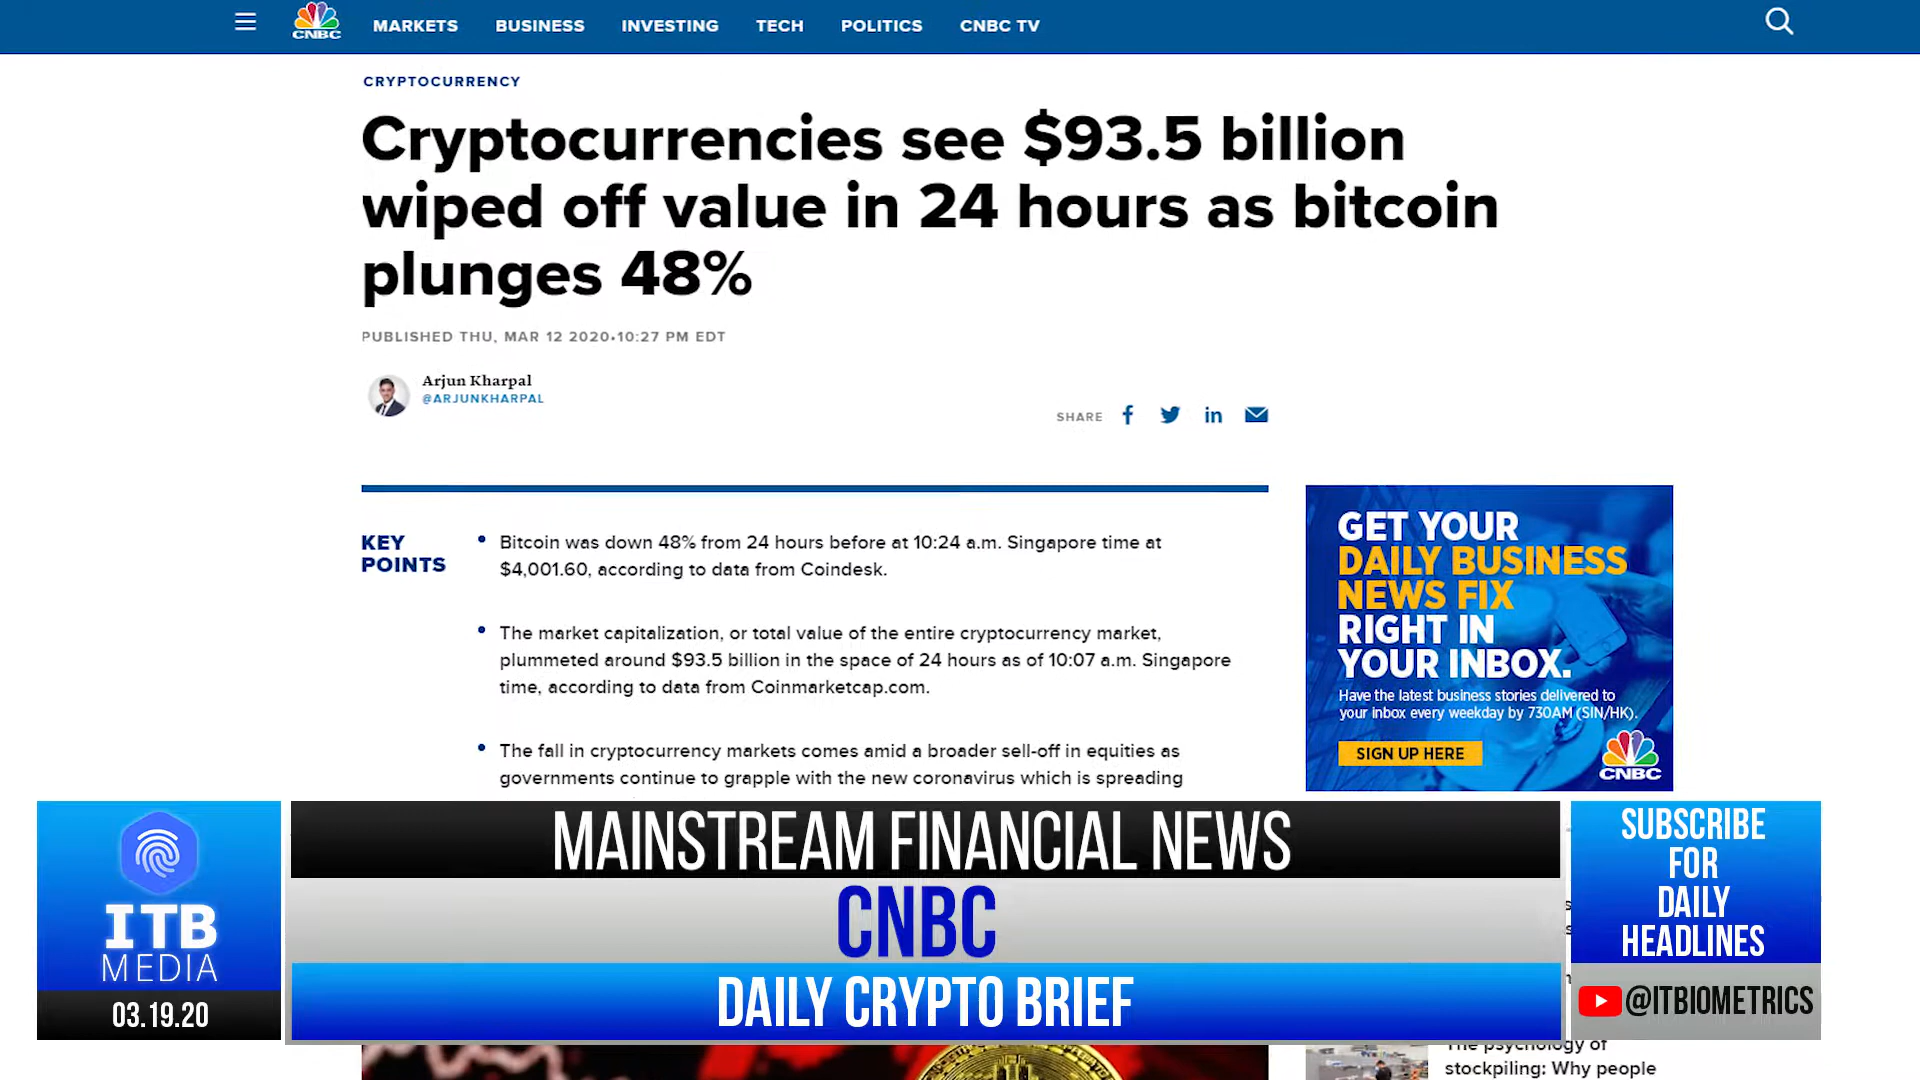 CNBC
MARKETS
BUSINESS
INVESTING
TECH
POLITICS
CNBC TV
CRYPTOCURRENCY
Cryptocurrencies see $93.5 billion
wiped off value in 24 hours as bitcoin
plunges 48%
PUBLISHED THU, MAR 12 2020•10:27 PM EDT
Arjun Kharpal
@ARJUNKHARPAL
SHARE
KEY
POINTS
• Bitcoin was down 48% from 24 hours before at 10:24 a.m. Singapore time at
$4,001.60, according to data from Coindesk.
• The market capitalization, or total value of the entire cryptocurrency market,
plummeted around $93.5 billion in the space of 24 hours as of 10:07 a.m. Singapore
time, according to data from Coinmarketcap.com.
• The fall in cryptocurrency markets comes amid a broader sell-off in equities as
governments continue to grapple with the new coronavirus which is spreading
GET YOUR
DAILY BUSINESS
NEWS FIX
RIGHT IN
YOUR INBOX.
Have the latest business stories delivered to
your inbox every weekday by 730AM (SIN/HK).
SIGN UP HERE
CNBC
ITB
MEDIA
03.19.20
MAINSTREAM FINANCIAL NEWS
CNBC
DAILY CRYPTO BRIEF
SUBSCRIBE
FOR
DAILY
HEADLINES
@ITBIOMETRICS
The psychology of
stockpiling: Why people